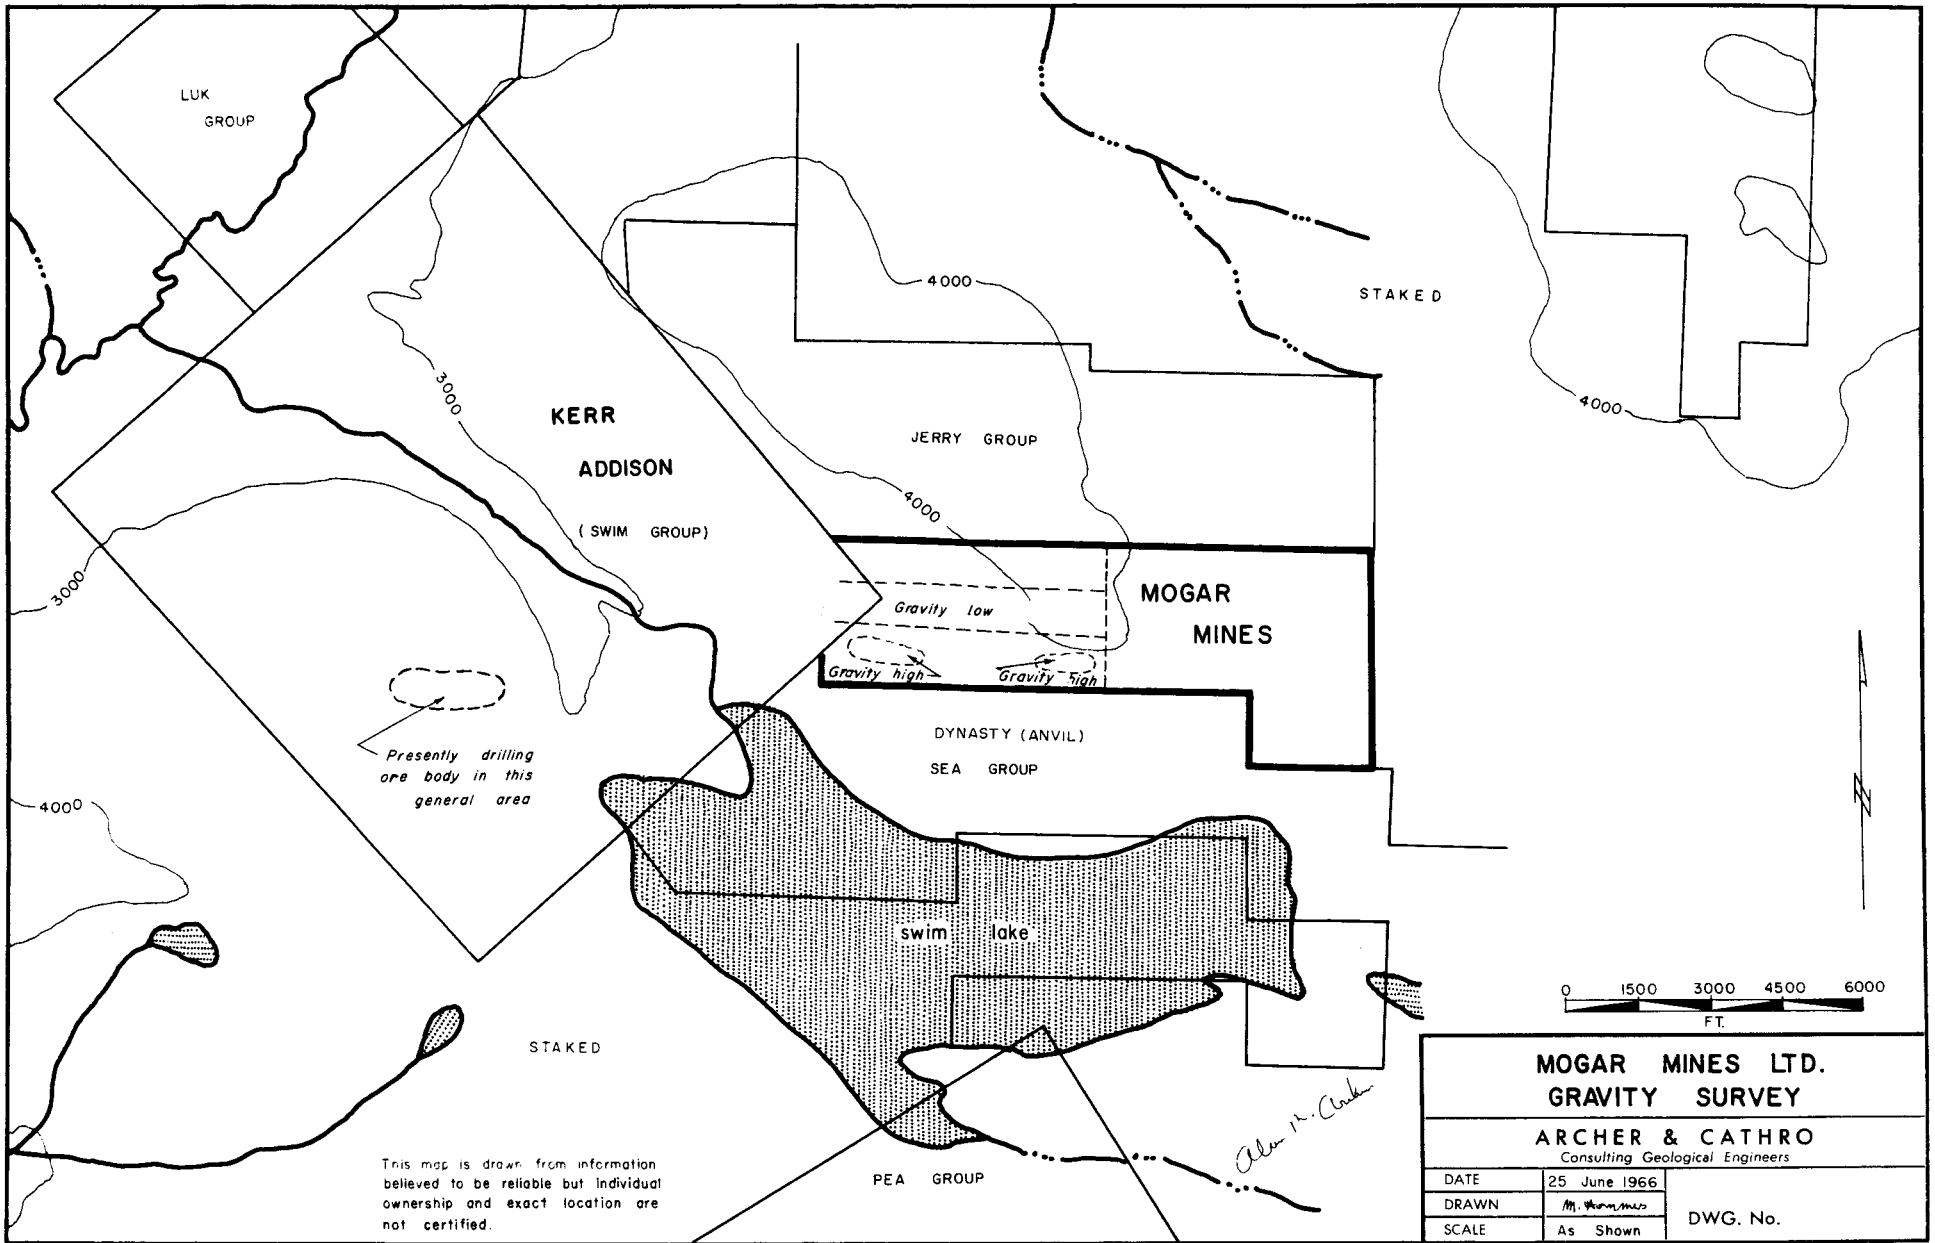 LUK
GROUP
4000
STAKED
3000
KERR
ADDISON
(SWIM GROUP)
JERRY GROUP
4000
4000
3000
MOGAR
MINES
Gravity low
Gravity high
Gravity high
Presently drilling
ore body in this
general area
DYNASTY (ANVIL)
SEA GROUP
4000
swim lake
STAKED
0 1500 3000 4500 6000
FT.
PEA GROUP
This map is drawn from information
believed to be reliable but individual
ownership and exact location are
not certified.
MOGAR MINES LTD.
GRAVITY SURVEY
ARCHER & CATHRO
Consulting Geological Engineers
DATE 25 June 1966
DRAWN
SCALE As Shown
DWG. No.